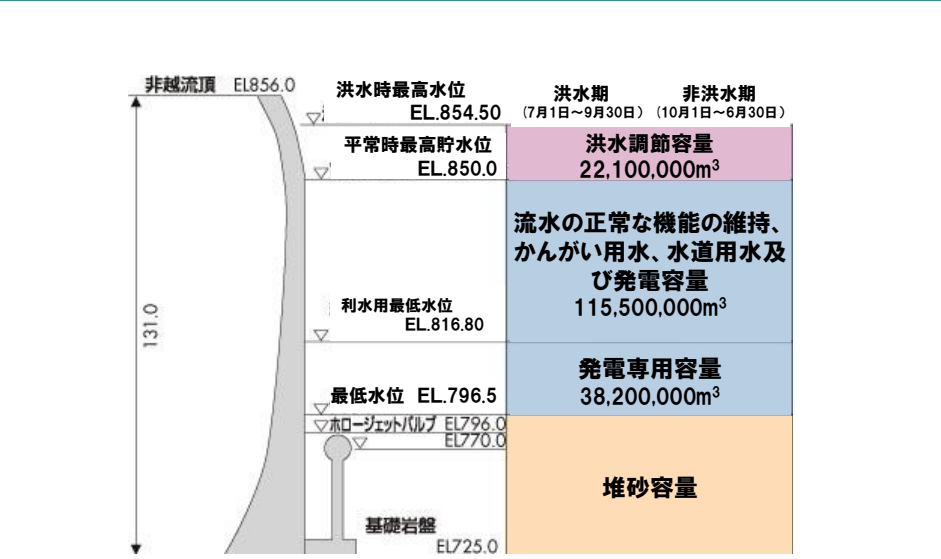 非越流頂 EL856.0
洪水時最高水位
EL.854.50
洪水期
(7月1日~9月30日)
非洪水期
(10月1日~6月30日)
平常時最高貯水位
EL.850.0
洪水調節容量
22,100,000m³
流水の正常な機能の維持、
かんがい用水、水道用水及
び発電容量
115,500,000m³
利水用最低水位
EL.816.80
131.0
発電専用容量
38,200,000m³
最低水位 EL.796.5
ホロージェットバルブ EL796.0
EL770.0
堆砂容量
基礎岩盤
EL725.0